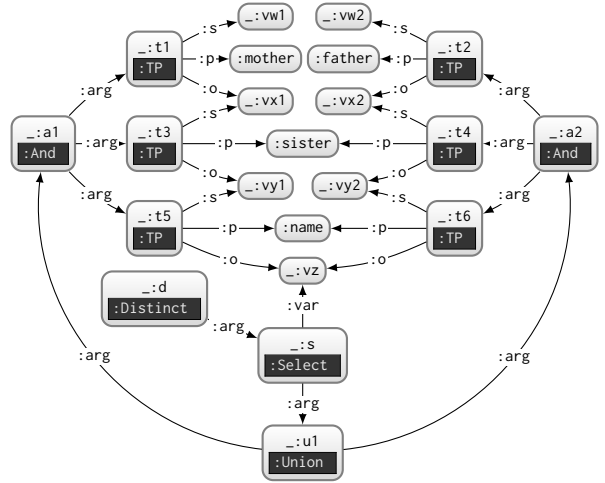 :s _:vw1 _:vw2 :s
_:t1 :p :mother :father :p _:t2
:TP :TP
:o :o
:arg :s _:vx1 _:vx2 :s :arg
_:a1 :arg _:t3 :p :sister :p _:t4 :arg _:a2
:And :TP :TP :And
:o :o
:arg :s _:vy1 _:vy2 :s :arg
_:t5 :p :name :p _:t6
:TP :TP
:o _:vz :o
_:d
:Distinct :var
:arg _:s
:Select
:arg :arg
:arg
_:u1
:Union